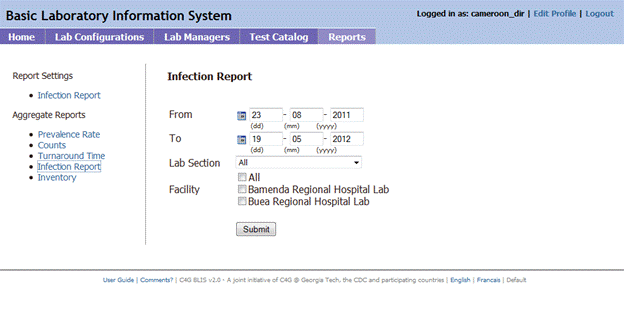 Basic Laboratory Information System
Logged in as: cameroon_dir | Edit Profile | Logout
Home Lab Configurations Lab Managers Test Catalog Reports
Report Settings
Infection Report
Aggregate Reports
Prevalence Rate
Counts
Turnaround Time
Infection Report
Inventory
Infection Report
From 23 - 08 - 2011
(dd) (mm) (yyyy)
To 19 - 05 - 2012
(dd) (mm) (yyyy)
Lab Section All
Facility All
Bamenda Regional Hospital Lab
Buea Regional Hospital Lab
Submit
User Guide | Comments? | C4G BLIS v2.0 - A joint initiative of C4G @ Georgia Tech, the CDC and participating countries | English | Francais | Default